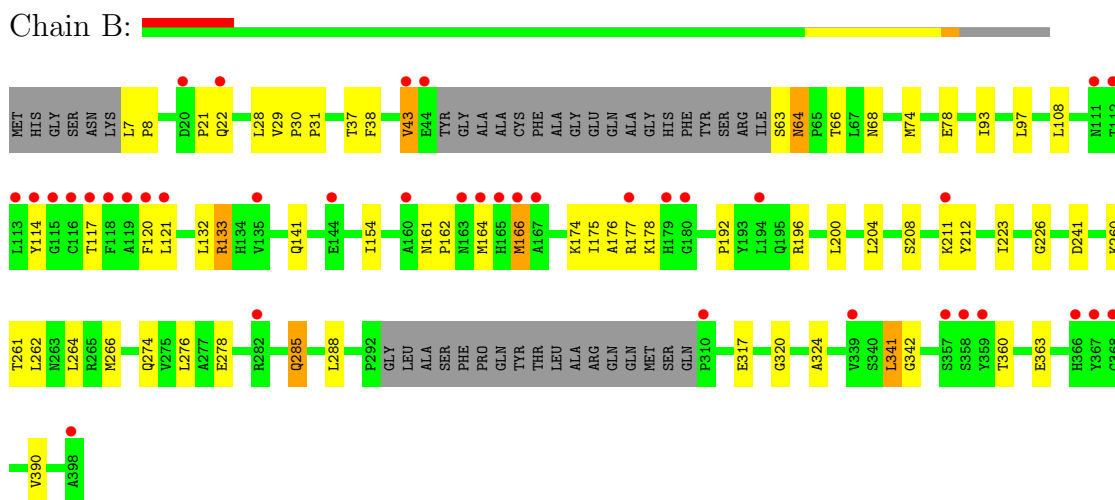 Chain B:
MET HIS GLY SER ASN LYS L7 P8 D20 P21 Q22 L28 V29 P30 P31 T37 F38 V43 E44 TYR GLY ALA ALA CYS PHE ALA GLY GLU GLN ALA GLY HIS PHE TYR SER ARG ILE S63 N64 P65 T66 L67 N68 M74 E78 I93 L97 L108 N111 T112
L113 Y114 G115 C116 T117 F118 A119 F120 L121 L132 R133 H134 V135 Q141 E144 I154 A160 N161 P162 N163 M164 H165 M166 A167 K174 I175 A176 R177 K178 H179 G180 P192 Y193 L194 Q195 R196 L200 L204 S208 K211 Y212 I223 G226 D241 K260
T261 L262 N263 L264 R265 M266 Q274 V275 L276 A277 E278 R282 Q285 L288 P292 GLY LEU ALA SER PHE PRO GLN TYR THR LEU ALA ARG GLN GLN MET SER GLN P310 E317 G320 A324 V339 S340 L341 G342 S357 S358 Y359 T360 E363 H366 Y367 G368
V390 A398